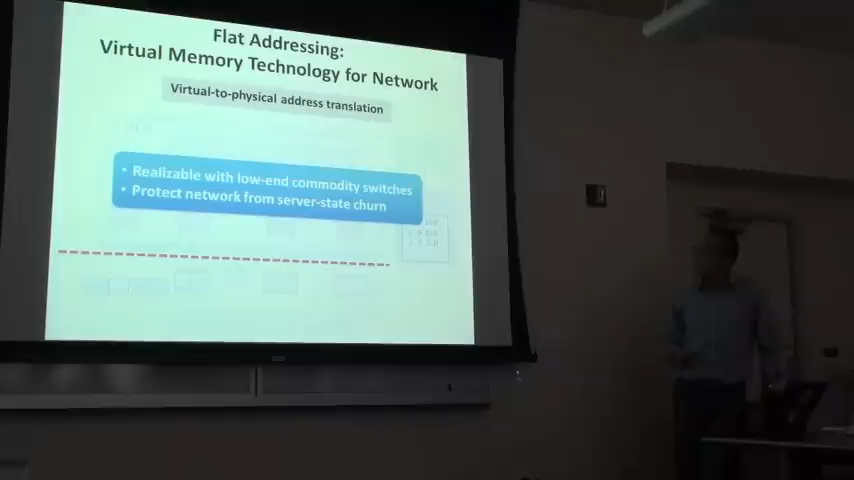 Flat Addressing:
Virtual Memory Technology for Network
Virtual-to-physical address translation
• Realizable with low-end commodity switches
• Protect network from server-state churn